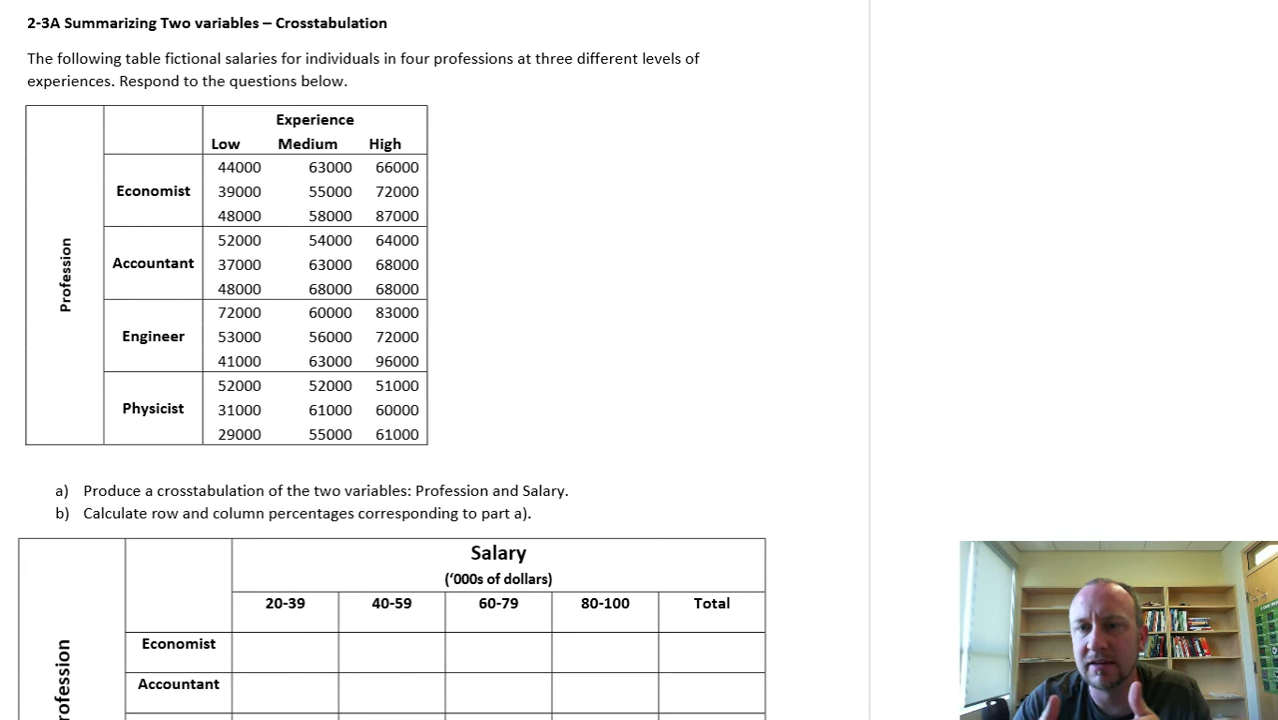 2-3A Summarizing Two variables – Crosstabulation
The following table fictional salaries for individuals in four professions at three different levels of
experiences. Respond to the questions below.
Experience
Low Medium High
44000 63000 66000
Economist 39000 55000 72000
48000 58000 87000
52000 54000 64000
Profession
Accountant 37000 63000 68000
48000 68000 68000
72000 60000 83000
Engineer 53000 56000 72000
41000 63000 96000
52000 52000 51000
Physicist 31000 61000 60000
29000 55000 61000
a) Produce a crosstabulation of the two variables: Profession and Salary.
b) Calculate row and column percentages corresponding to part a).
Salary
(‘000s of dollars)
20-39 40-59 60-79 80-100 Total
rofession
Economist
Accountant